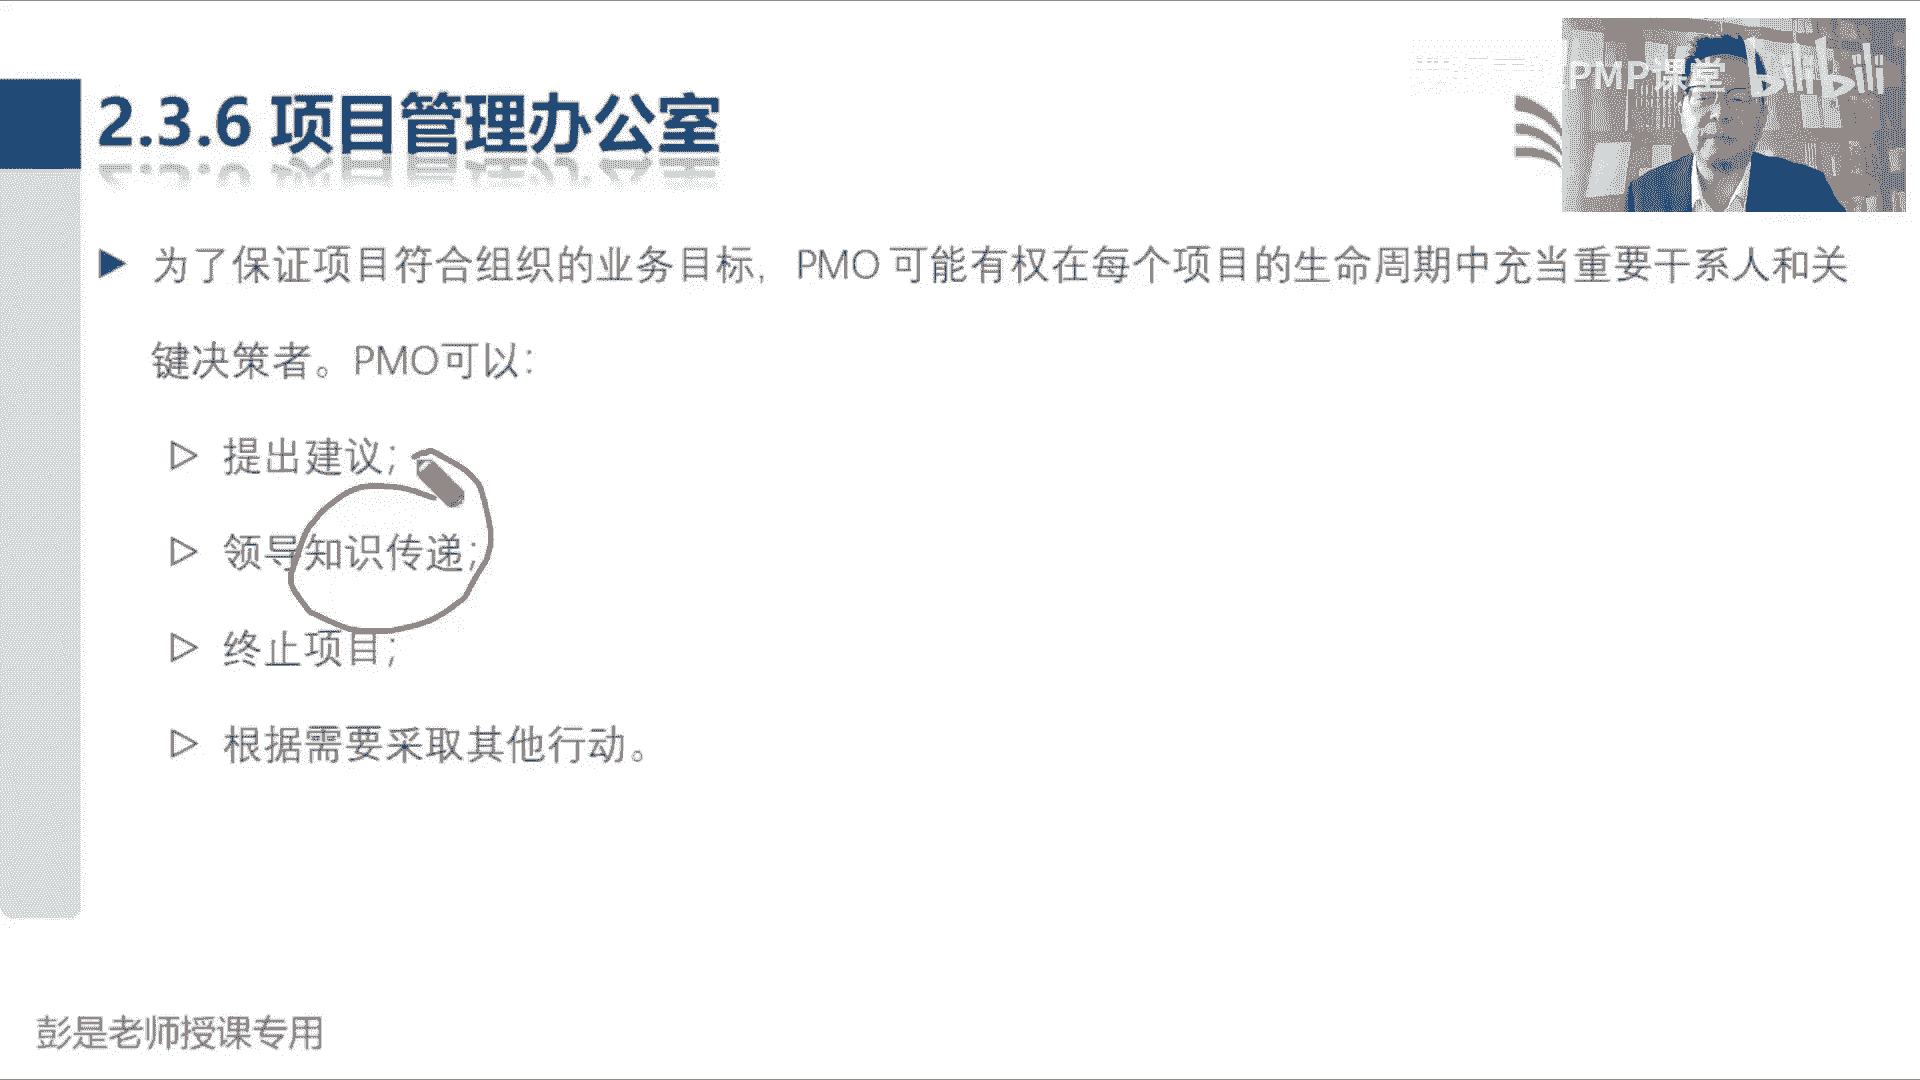 PMP课堂 bilibili
2.3.6 项目管理办公室
为了保证项目符合组织的业务目标，PMO 可能有权在每个项目的生命周期中充当重要干系人和关
键决策者。PMO可以：
提出建议；
领导知识传递；
终止项目；
根据需要采取其他行动。
彭是老师授课专用